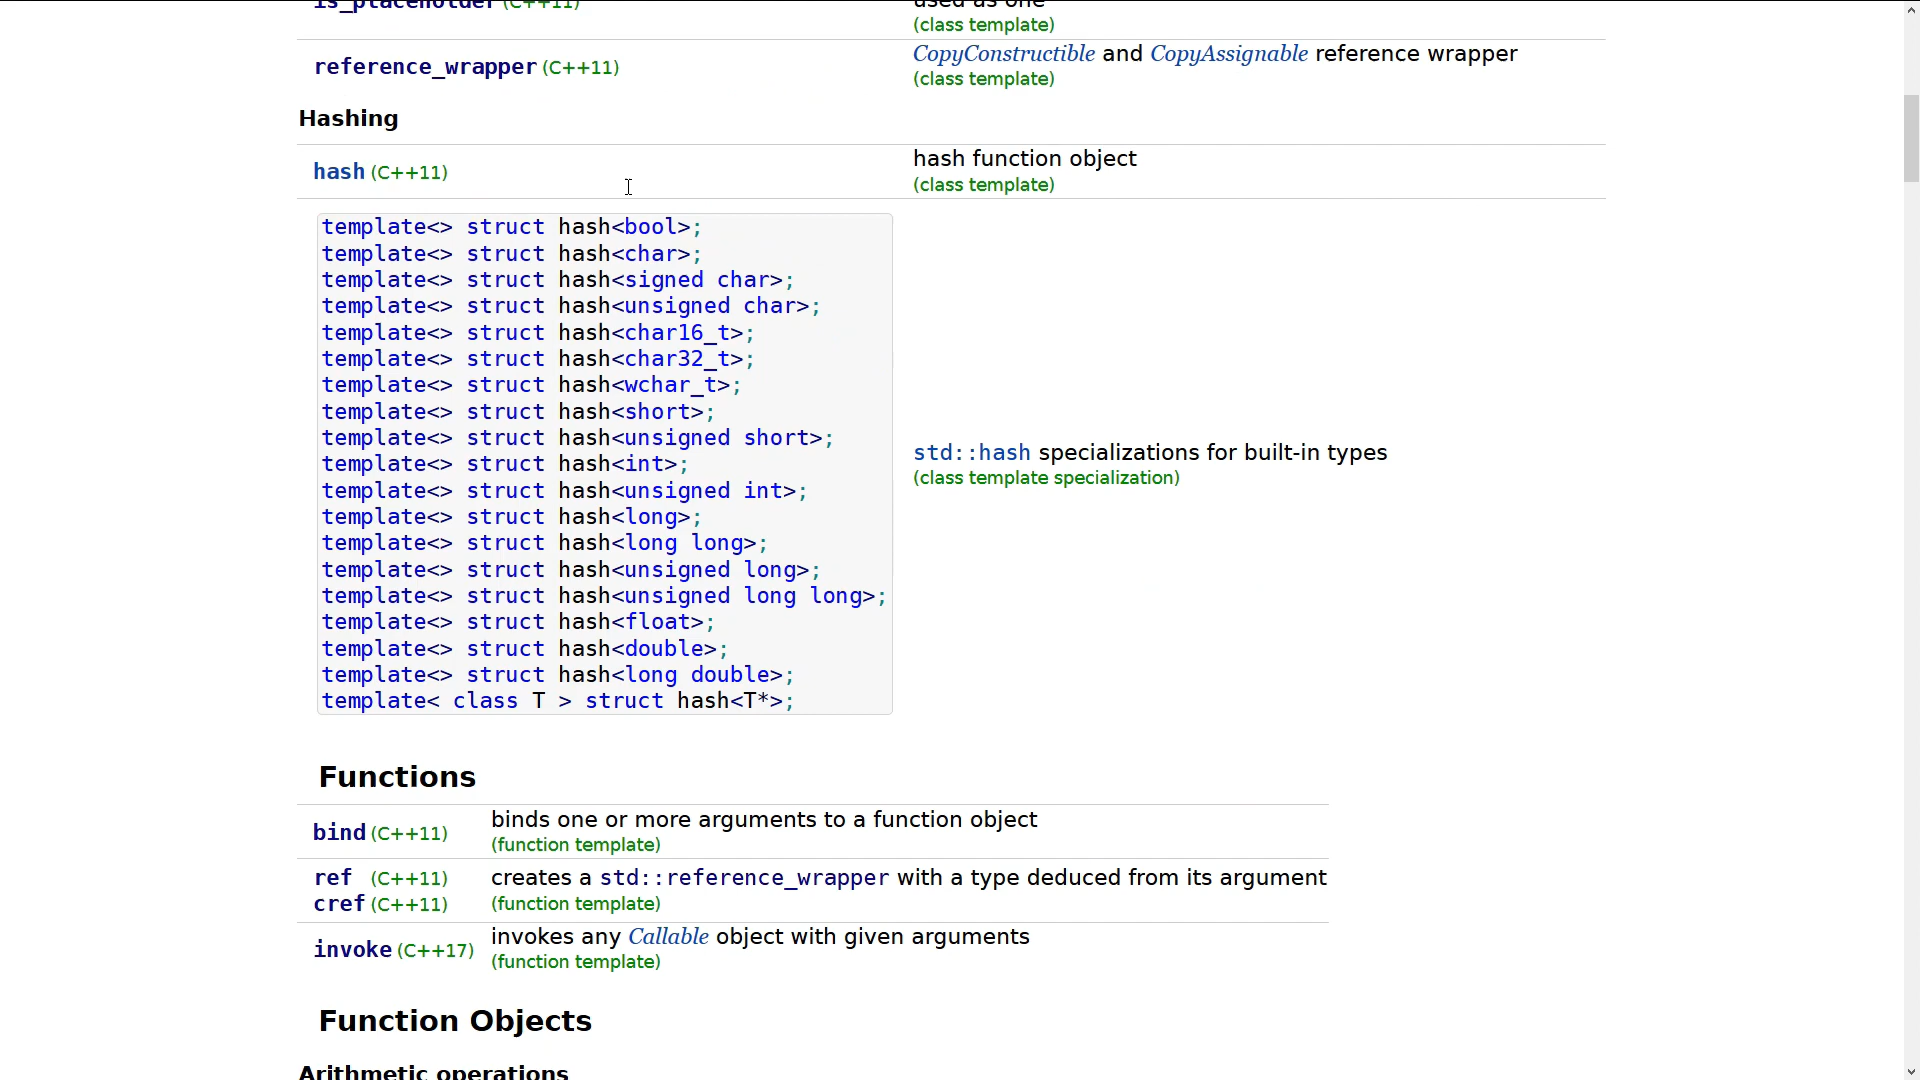 is_placeholder (C++11)
used as one
(class template)
reference_wrapper (C++11)
CopyConstructible and CopyAssignable reference wrapper
(class template)
Hashing
hash (C++11)
hash function object
(class template)
template<> struct hash<bool>;
template<> struct hash<char>;
template<> struct hash<signed char>;
template<> struct hash<unsigned char>;
template<> struct hash<char16_t>;
template<> struct hash<char32_t>;
template<> struct hash<wchar_t>;
template<> struct hash<short>;
template<> struct hash<unsigned short>;
template<> struct hash<int>;
template<> struct hash<unsigned int>;
template<> struct hash<long>;
template<> struct hash<long long>;
template<> struct hash<unsigned long>;
template<> struct hash<unsigned long long>;
template<> struct hash<float>;
template<> struct hash<double>;
template<> struct hash<long double>;
template< class T > struct hash<T*>;
std::hash specializations for built-in types
(class template specialization)
Functions
bind (C++11)
binds one or more arguments to a function object
(function template)
ref (C++11)
cref (C++11)
creates a std::reference_wrapper with a type deduced from its argument
(function template)
invoke (C++17)
invokes any Callable object with given arguments
(function template)
Function Objects
Arithmetic operations